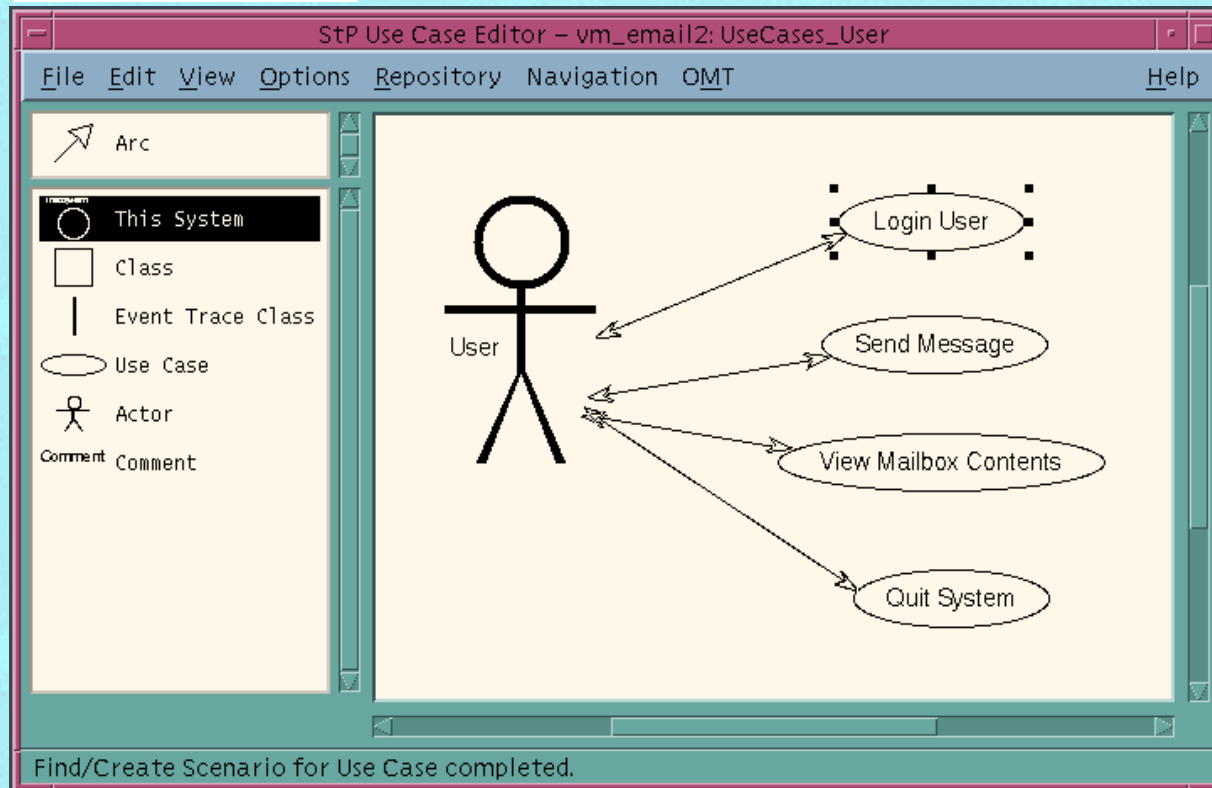 StP Use Case Editor – vm_email2: UseCases_User
File Edit View Options Repository Navigation OMT Help
Arc
This System
Class
Event Trace Class
Use Case
Actor
Comment Comment
User
Login User
Send Message
View Mailbox Contents
Quit System
Find/Create Scenario for Use Case completed.